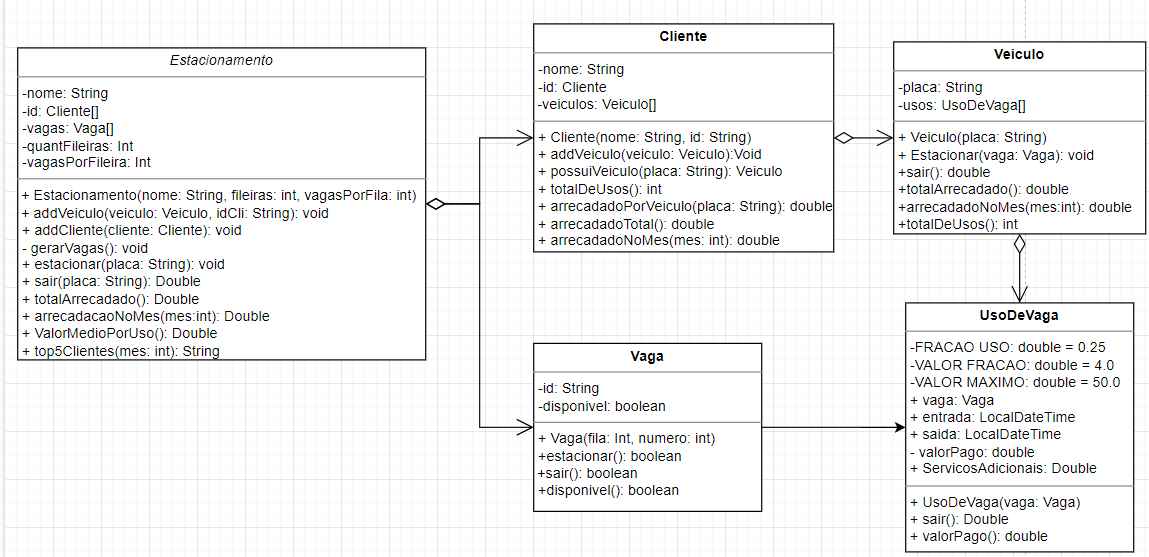 Estacionamento
-nome: String
-id: Cliente[]
-vagas: Vaga[]
-quantFileiras: Int
-vagasPorFileira: Int
+ Estacionamento(nome: String, fileiras: int, vagasPorFila: int)
+ addVeiculo(veiculo: Veiculo, idCli: String): void
+ addCliente(cliente: Cliente): void
- gerarVagas(): void
+ estacionar(placa: String): void
+ sair(placa: String): Double
+ totalArrecadado(): Double
+ arrecadacaoNoMes(mes:int): Double
+ ValorMedioPorUso(): Double
+ top5Clientes(mes: int): String
Cliente
-nome: String
-id: Cliente
-veiculos: Veiculo[]
+ Cliente(nome: String, id: String)
+ addVeiculo(veiculo: Veiculo):Void
+ possuiVeiculo(placa: String): Veiculo
+ totalDeUsos(): int
+ arrecadadoPorVeiculo(placa: String): double
+ arrecadadoTotal(): double
+ arrecadadoNoMes(mes: int): double
Veiculo
-placa: String
-usos: UsoDeVaga[]
+ Veiculo(placa: String)
+ Estacionar(vaga: Vaga): void
+sair(): double
+totalArrecadado(): double
+arrecadadoNoMes(mes:int): double
+totalDeUsos(): int
Vaga
-id: String
-disponivel: boolean
+ Vaga(fila: Int, numero: int)
+estacionar(): boolean
+sair(): boolean
+disponivel(): boolean
UsoDeVaga
-FRACAO USO: double = 0.25
-VALOR FRACAO: double = 4.0
-VALOR MAXIMO: double = 50.0
+ vaga: Vaga
+ entrada: LocalDateTime
+ saida: LocalDateTime
- valorPago: double
+ ServicosAdicionais: Double
+ UsoDeVaga(vaga: Vaga)
+ sair(): Double
+ valorPago(): double